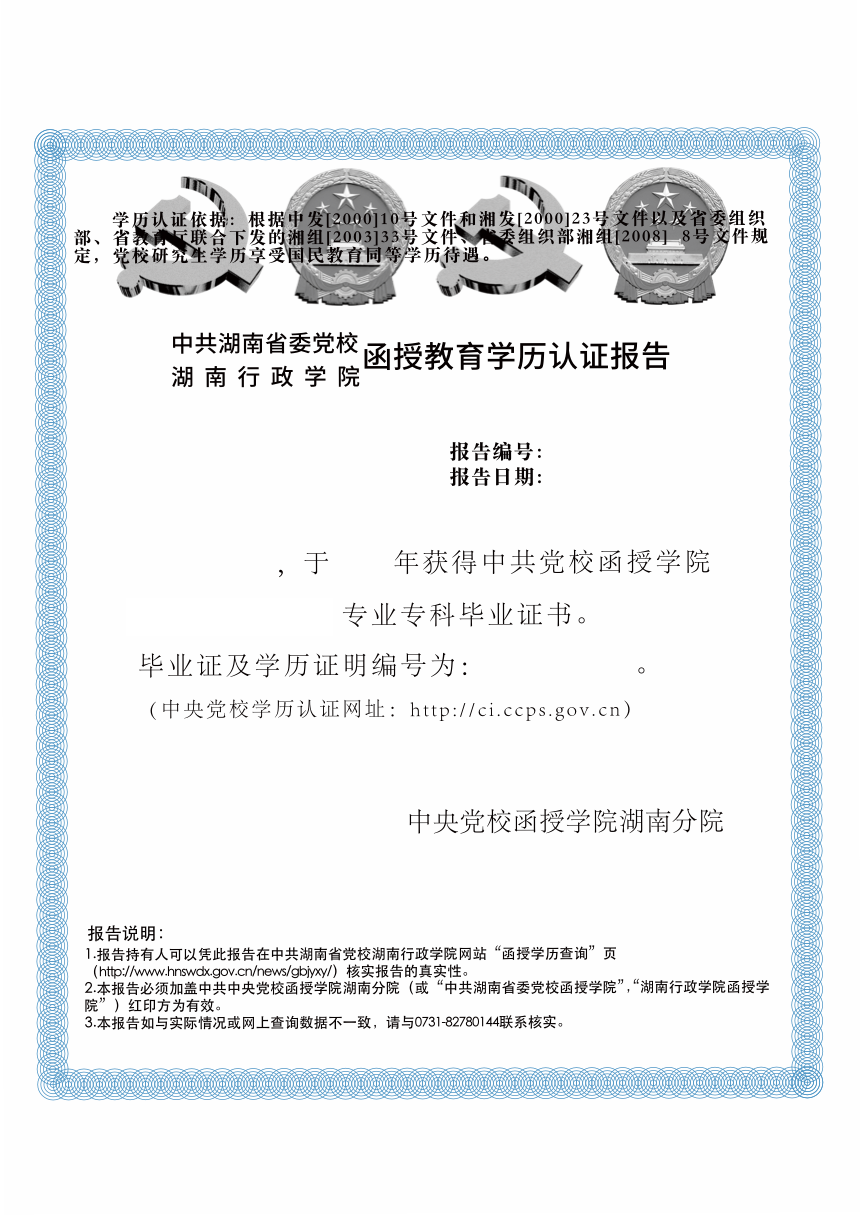 学历认证依据：根据中发[2000]10号文件和湘发[2000]23号文件以及省委组织
部、省教育厅联合下发的湘组[2003]33号文件、省委组织部湘组[2008] 8号文件规
定，党校研究生学历享受国民教育同等学历待遇。
中共湖南省委党校
湖南行政学院
函授教育学历认证报告
报告编号：
报告日期：
，于 年获得中共党校函授学院
专业专科毕业证书。
毕业证及学历证明编号为： 。
（中央党校学历认证网址：http://ci.ccps.gov.cn）
中央党校函授学院湖南分院
报告说明：
1.报告持有人可以凭此报告在中共湖南省党校湖南行政学院网站“函授学历查询”页
（http://www.hnswdx.gov.cn/news/gbjyxy/）核实报告的真实性。
2.本报告必须加盖中共中央党校函授学院湖南分院（或“中共湖南省委党校函授学院”，“湖南行政学院函授学
院”）红印方为有效。
3.本报告如与实际情况或网上查询数据不一致，请与0731-82780144联系核实。